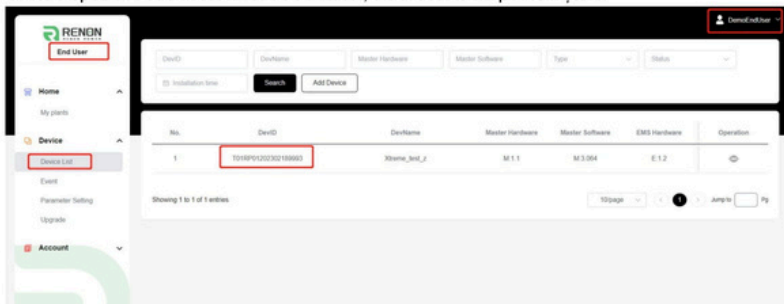 DemoEndUser
RENON
End User
DevID
DevName
Master Hardware
Master Software
Type
Status
Installation time
Search
Add Device
Home
My plants
Device
Device List
Event
Parameter Setting
Upgrade
Account
No. DevID DevName Master Hardware Master Software EMS Hardware Operation
1 Xtreme_test_z M:1.1 M:3.064 E:1.2
Showing 1 to 1 of 1 entries
10/page
1
Jump to
Pg